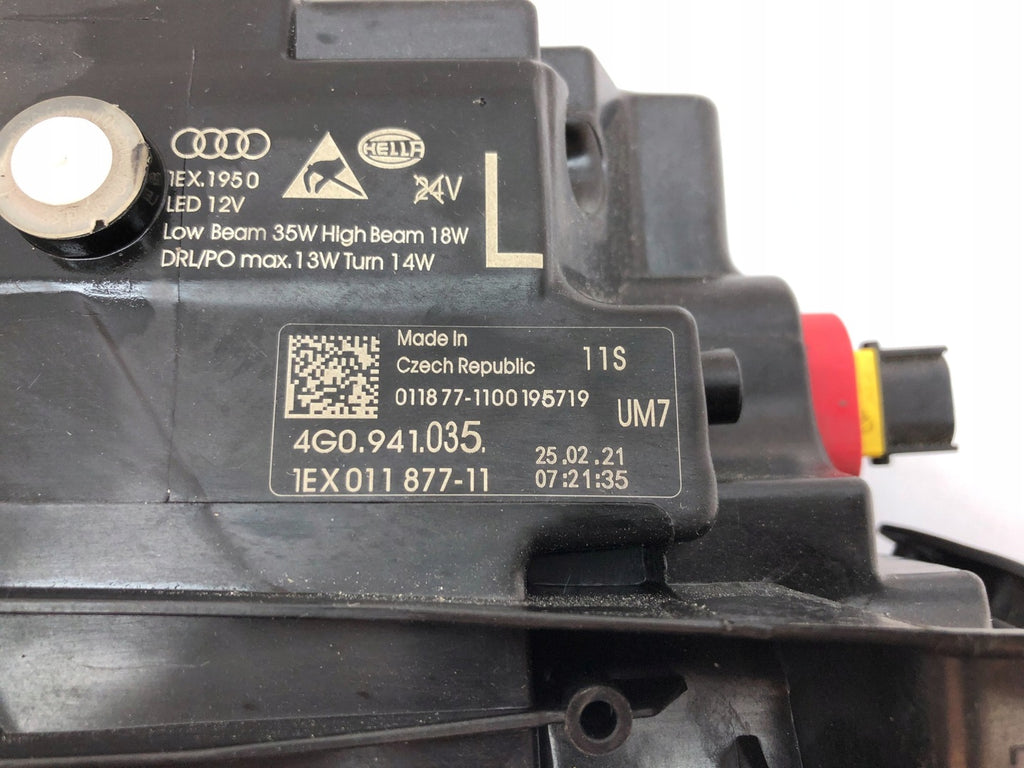 HELLA
1EX.1950
24V
LED 12V
Low Beam 35W High Beam 18W
DRL/PO max.13W Turn 14W
L
Made In
Czech Republic
11S
011877-1100195719
UM7
4G0.941.035.
25.02.21
1EX 011 877-11
07:21:35